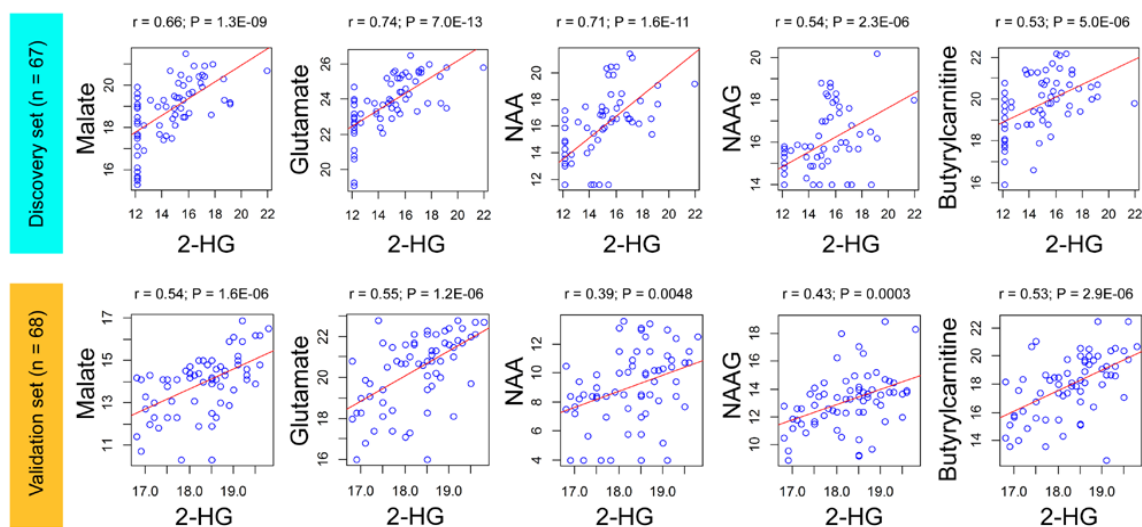 Discovery set (n = 67)
r = 0.66; P = 1.3E-09
Malate
16 18 20
12 14 16 18 20 22
2-HG
r = 0.74; P = 7.0E-13
Glutamate
20 22 24 26
12 14 16 18 20 22
2-HG
r = 0.71; P = 1.6E-11
NAA
12 14 16 18 20
12 14 16 18 20 22
2-HG
r = 0.54; P = 2.3E-06
NAAG
14 16 18 20
12 14 16 18 20 22
2-HG
r = 0.53; P = 5.0E-06
Butyrylcarnitine
16 18 20 22
12 14 16 18 20 22
2-HG
Validation set (n = 68)
r = 0.54; P = 1.6E-06
Malate
11 13 15 17
17.0 18.0 19.0
2-HG
r = 0.55; P = 1.2E-06
Glutamate
16 18 20 22
17.0 18.0 19.0
2-HG
r = 0.39; P = 0.0048
NAA
4 6 8 10 12
17.0 18.0 19.0
2-HG
r = 0.43; P = 0.0003
NAAG
10 12 14 16 18
17.0 18.0 19.0
2-HG
r = 0.53; P = 2.9E-06
Butyrylcarnitine
14 16 18 20 22
17.0 18.0 19.0
2-HG